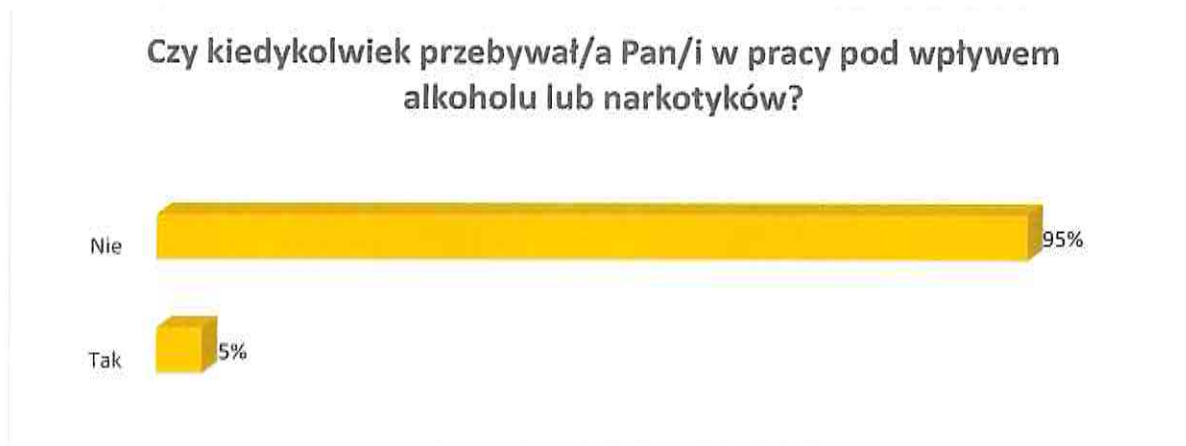 Czy kiedykolwiek przebywał/a Pan/i w pracy pod wpływem
alkoholu lub narkotyków?
Nie 95%
Tak 5%